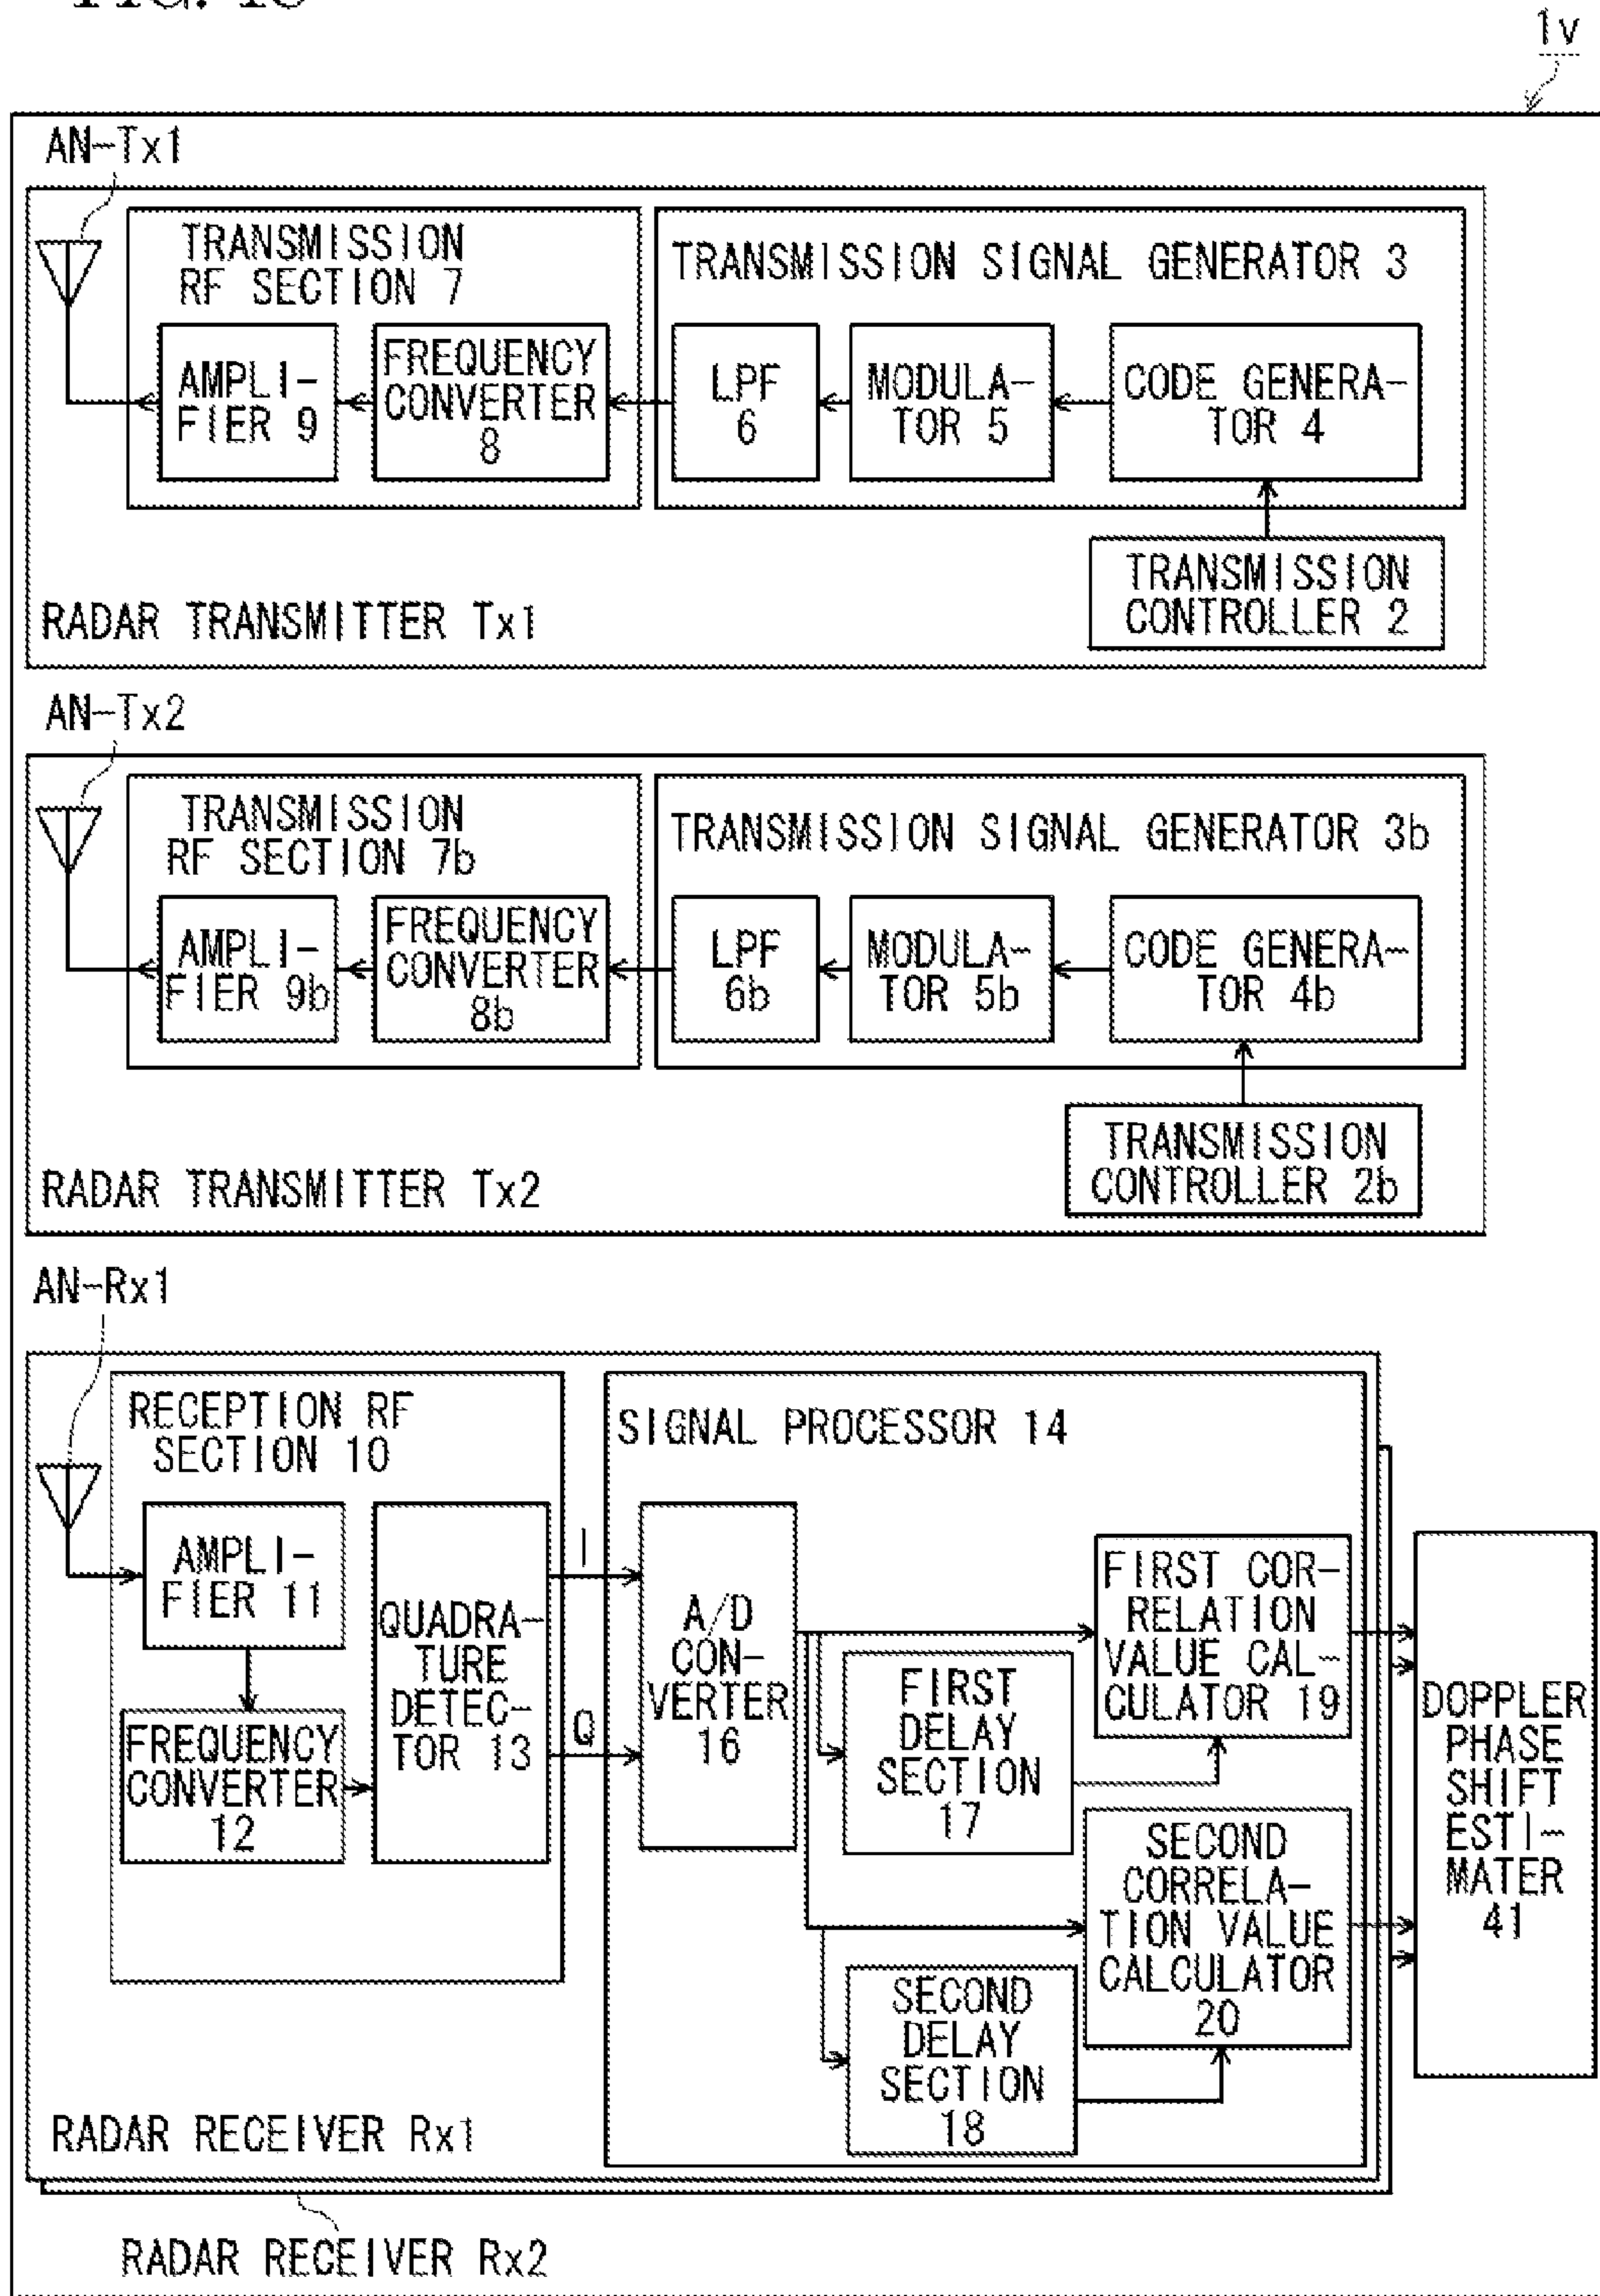 1v
AN-Tx1
TRANSMISSION
RF SECTION 7
TRANSMISSION SIGNAL GENERATOR 3
AMPLI-
FIER 9
FREQUENCY
CONVERTER
8
LPF
6
MODULA-
TOR 5
CODE GENERA-
TOR 4
TRANSMISSION
CONTROLLER 2
RADAR TRANSMITTER Tx1
AN-Tx2
TRANSMISSION
RF SECTION 7b
TRANSMISSION SIGNAL GENERATOR 3b
AMPLI-
FIER 9b
FREQUENCY
CONVERTER
8b
LPF
6b
MODULA-
TOR 5b
CODE GENERA-
TOR 4b
TRANSMISSION
CONTROLLER 2b
RADAR TRANSMITTER Tx2
AN-Rx1
RECEPTION RF
SECTION 10
AMPLI-
FIER 11
FREQUENCY
CONVERTER
12
QUADRA-
TURE
DETEC-
TOR 13
I
Q
SIGNAL PROCESSOR 14
A/D
CON-
VERTER
16
FIRST
DELAY
SECTION
17
FIRST COR-
RELATION
VALUE CAL-
CULATOR 19
SECOND
DELAY
SECTION
18
SECOND
CORRELA-
TION VALUE
CALCULATOR
20
DOPPLER
PHASE
SHIFT
ESTI-
MATER
41
RADAR RECEIVER Rx1
RADAR RECEIVER Rx2